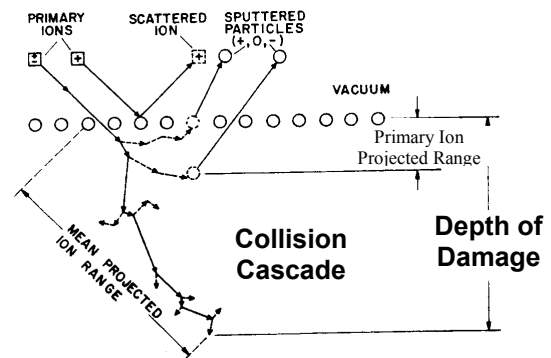 PRIMARY
IONS
SCATTERED
ION
SPUTTERED
PARTICLES
(+,0,-)
+
+
VACUUM
Primary Ion
Projected Range
MEAN PROJECTED
ION RANGE
Collision
Cascade
Depth of
Damage